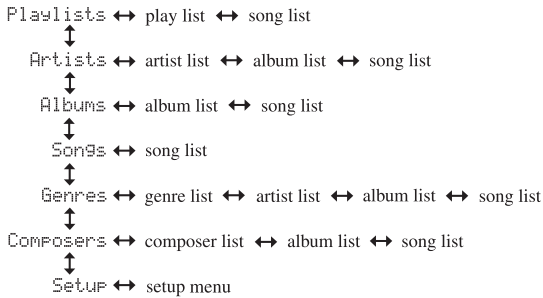 Playlists ↔ play list ↔ song list
Artists ↔ artist list ↔ album list ↔ song list
Albums ↔ album list ↔ song list
Songs ↔ song list
Genres ↔ genre list ↔ artist list ↔ album list ↔ song list
Composers ↔ composer list ↔ album list ↔ song list
Setup ↔ setup menu